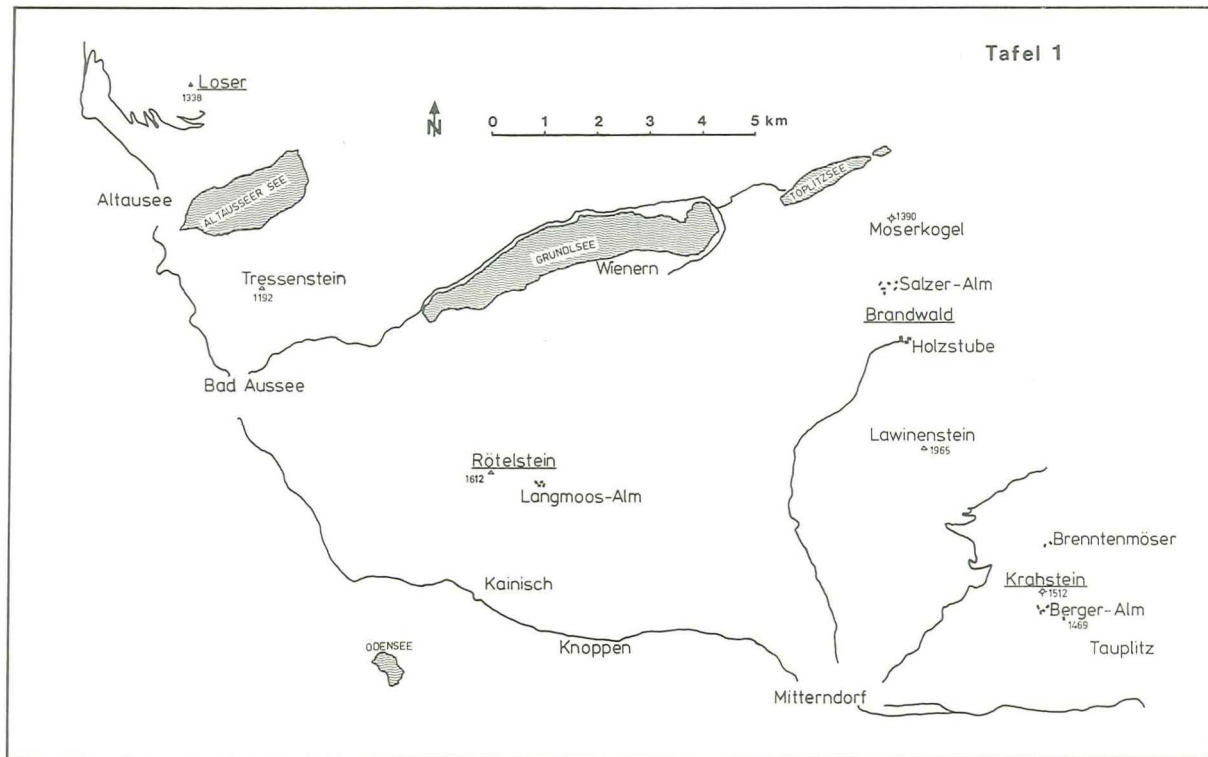 Tafel 1
Loser
1338
N
0 1 2 3 4 5 km
Altausee
ALTAUSSEER SEE
TOPLITZSEE
1390
Moserkogel
GRUNDLSEE
Wienern
Tressenstein
1192
Salzer-Alm
Brandwald
Holzstube
Bad Aussee
Lawinenstein
1965
Rötelstein
1612
Langmoos-Alm
Brenntenmöser
Kainisch
Krahstein
1512
Berger-Alm
1469
ODENSEE
Knoppen
Tauplitz
Mitterndorf